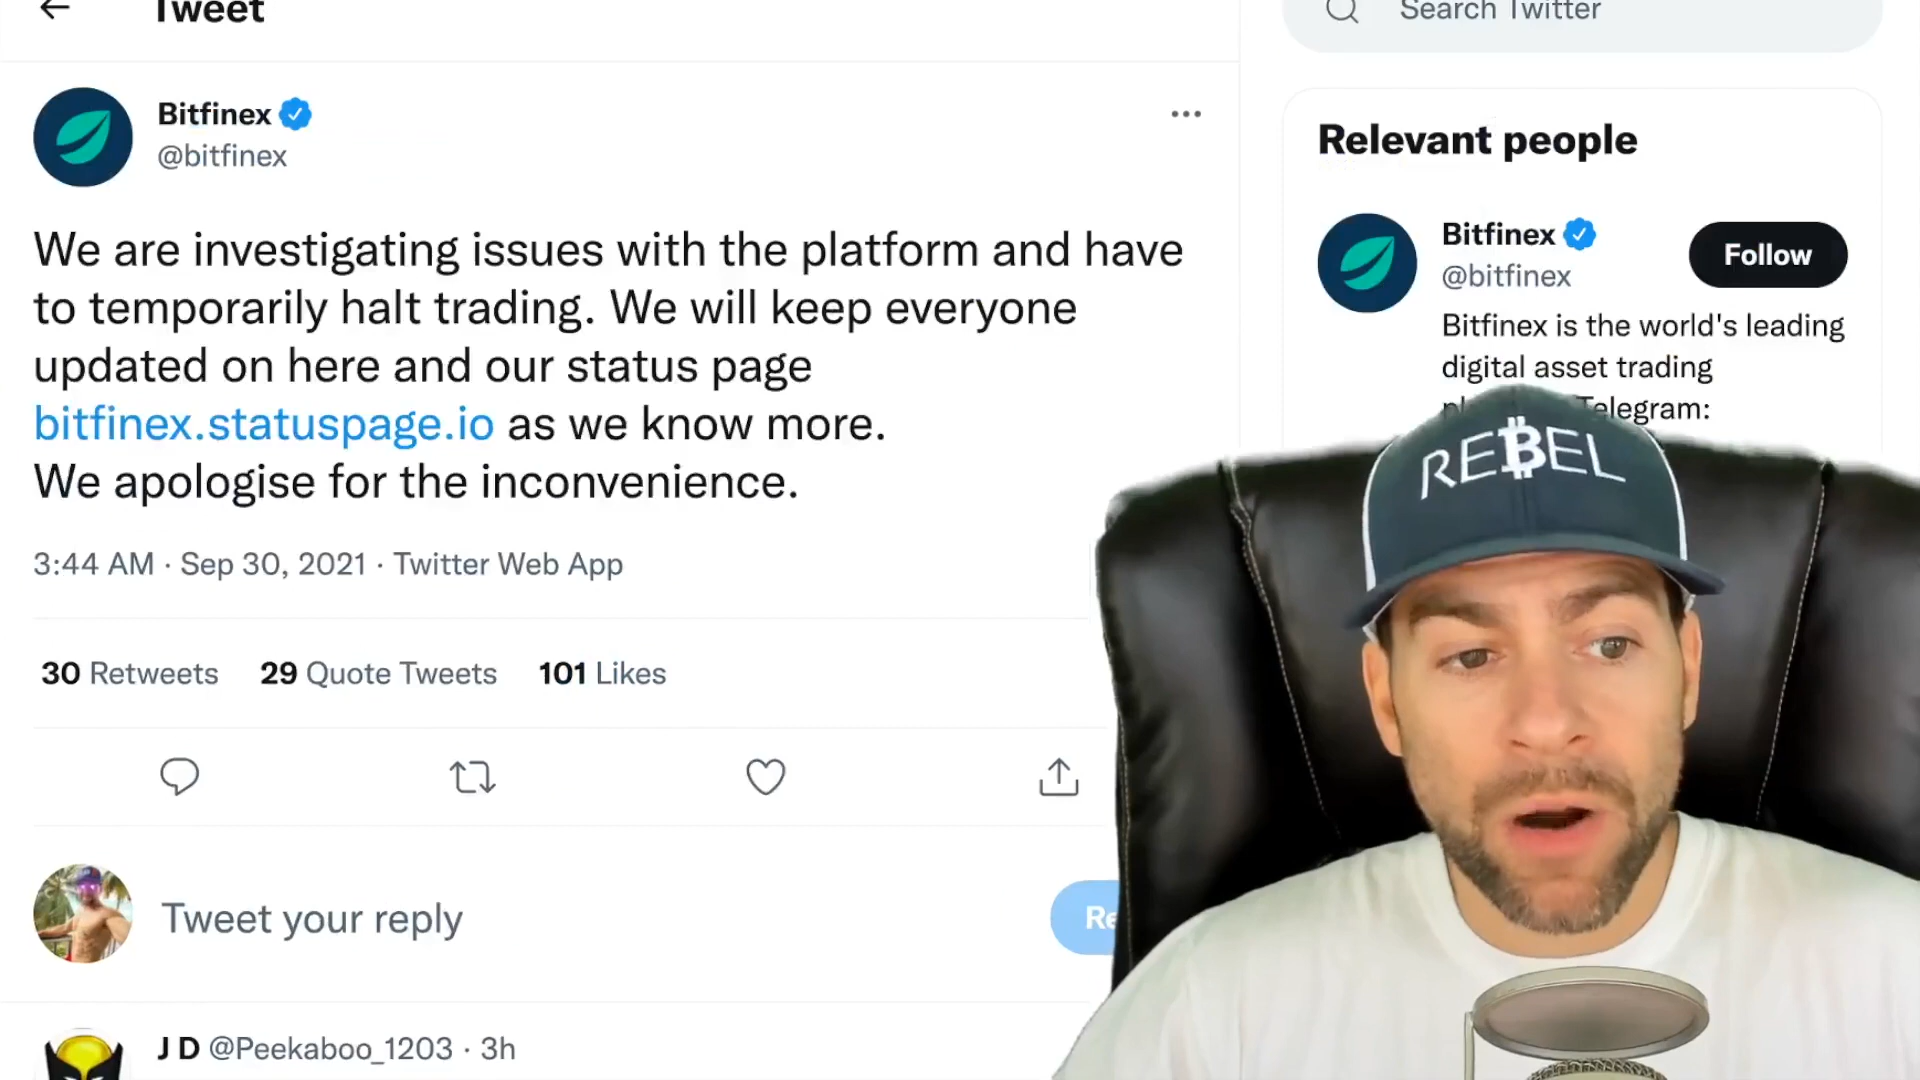 Tweet
Search Twitter
Bitfinex
@bitfinex
We are investigating issues with the platform and have
to temporarily halt trading. We will keep everyone
updated on here and our status page
bitfinex.statuspage.io as we know more.
We apologise for the inconvenience.
3:44 AM · Sep 30, 2021 · Twitter Web App
30 Retweets 29 Quote Tweets 101 Likes
Tweet your reply
J D @Peekaboo_1203 · 3h
Relevant people
Bitfinex
@bitfinex
Follow
Bitfinex is the world's leading
digital asset trading
Telegram:
RE₿EL